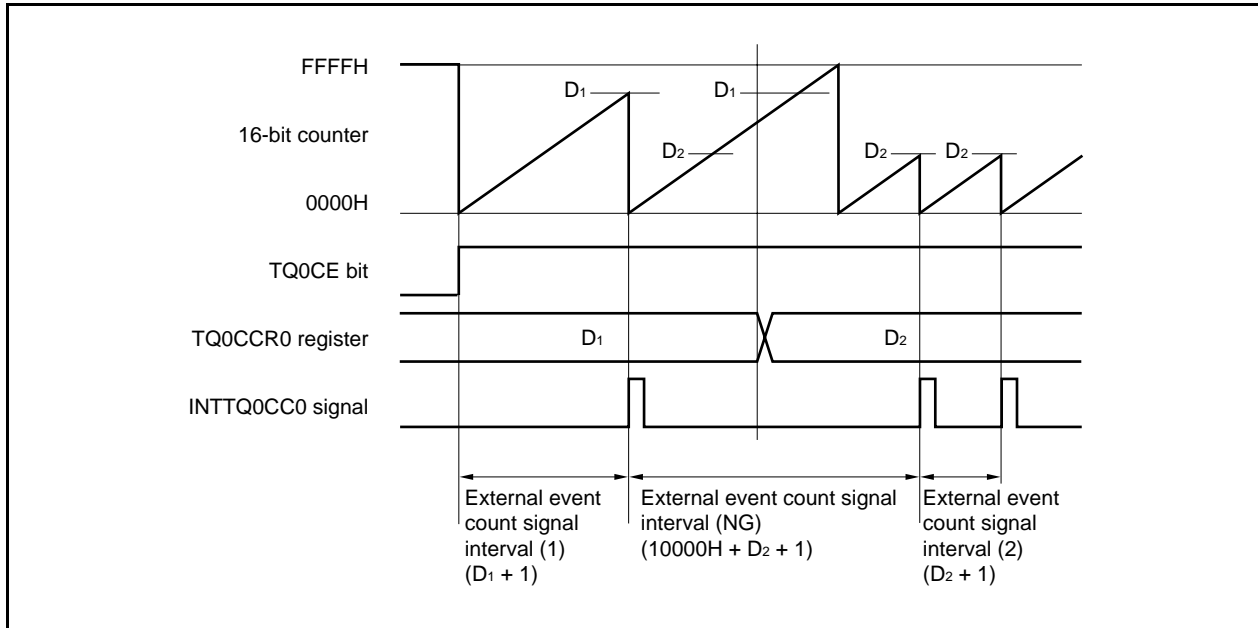 FFFFH
D1
D1
16-bit counter
D2
D2
D2
0000H
TQ0CE bit
TQ0CCR0 register
D1
D2
INTTQ0CC0 signal
External event
count signal
interval (1)
(D1 + 1)
External event count signal
interval (NG)
(10000H + D2 + 1)
External event
count signal
interval (2)
(D2 + 1)